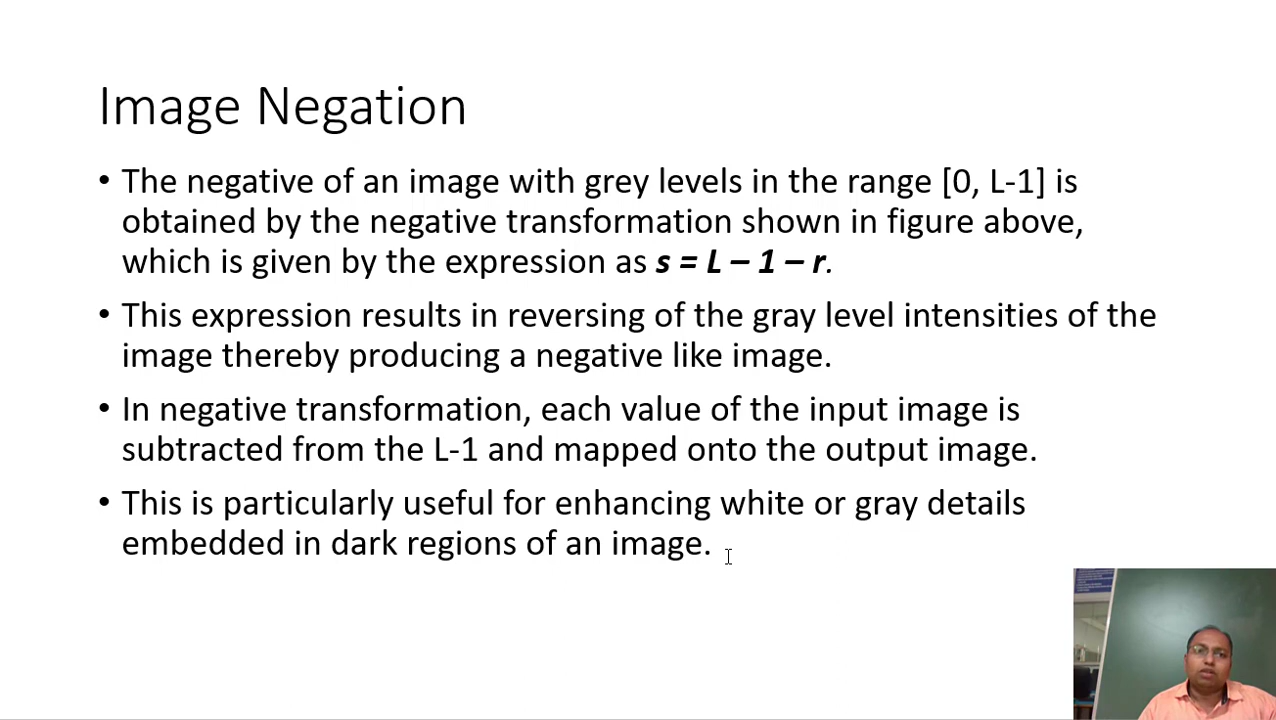 Image Negation
• The negative of an image with grey levels in the range [0, L-1] is
obtained by the negative transformation shown in figure above,
which is given by the expression as s = L – 1 – r.
• This expression results in reversing of the gray level intensities of the
image thereby producing a negative like image.
• In negative transformation, each value of the input image is
subtracted from the L-1 and mapped onto the output image.
• This is particularly useful for enhancing white or gray details
embedded in dark regions of an image.